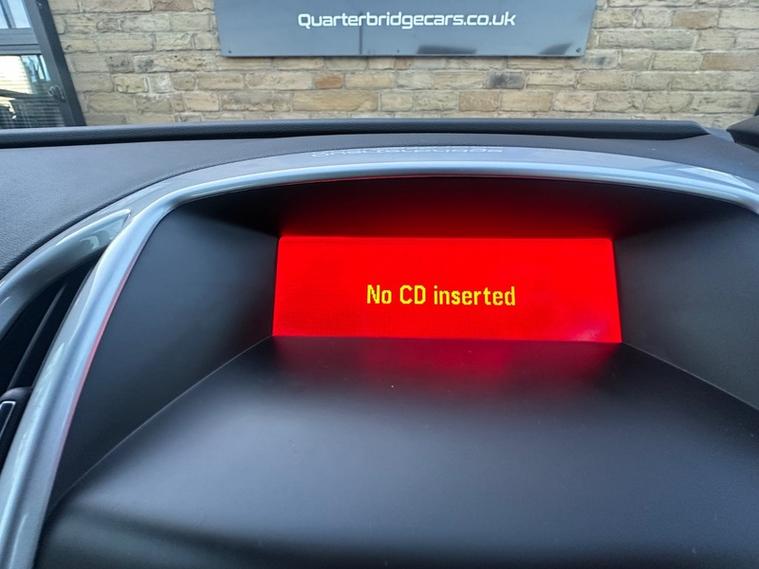 Quarterbridgecars.co.uk
No CD inserted